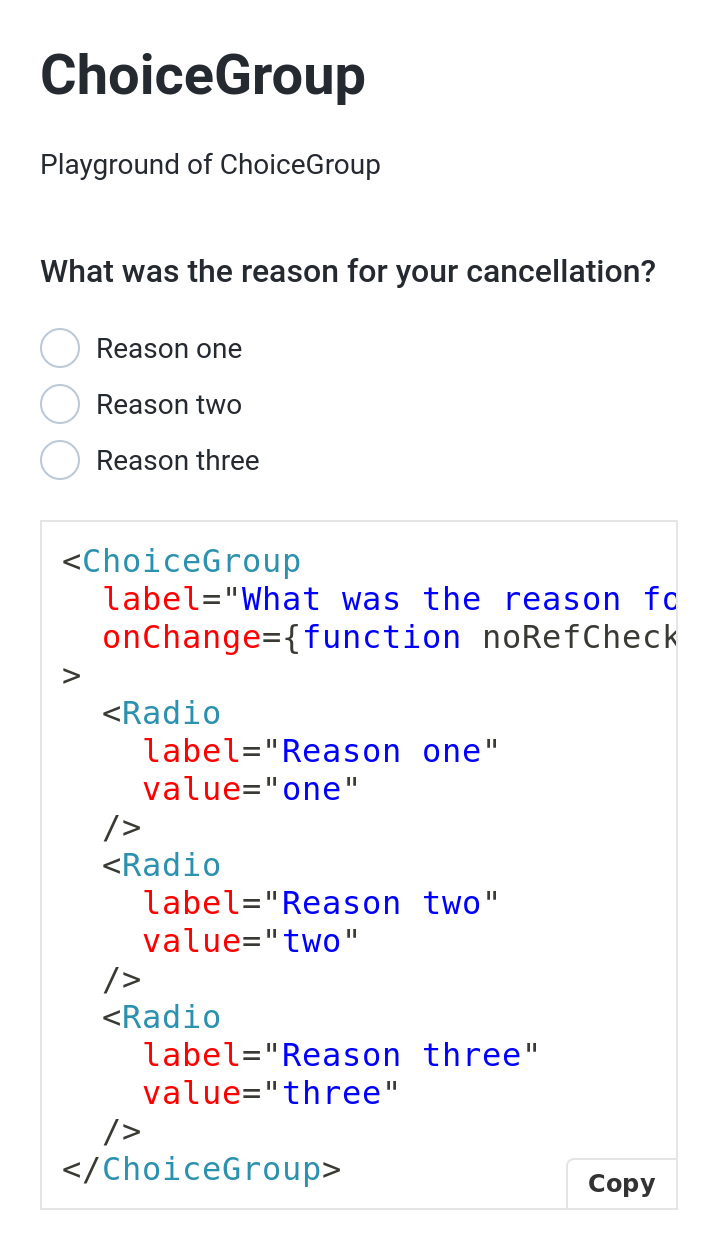 ChoiceGroup
Playground of ChoiceGroup
What was the reason for your cancellation?
Reason one
Reason two
Reason three
<ChoiceGroup
  label="What was the reason fo
  onChange={function noRefCheck
>
  <Radio
    label="Reason one"
    value="one"
  />
  <Radio
    label="Reason two"
    value="two"
  />
  <Radio
    label="Reason three"
    value="three"
  />
</ChoiceGroup>
Copy